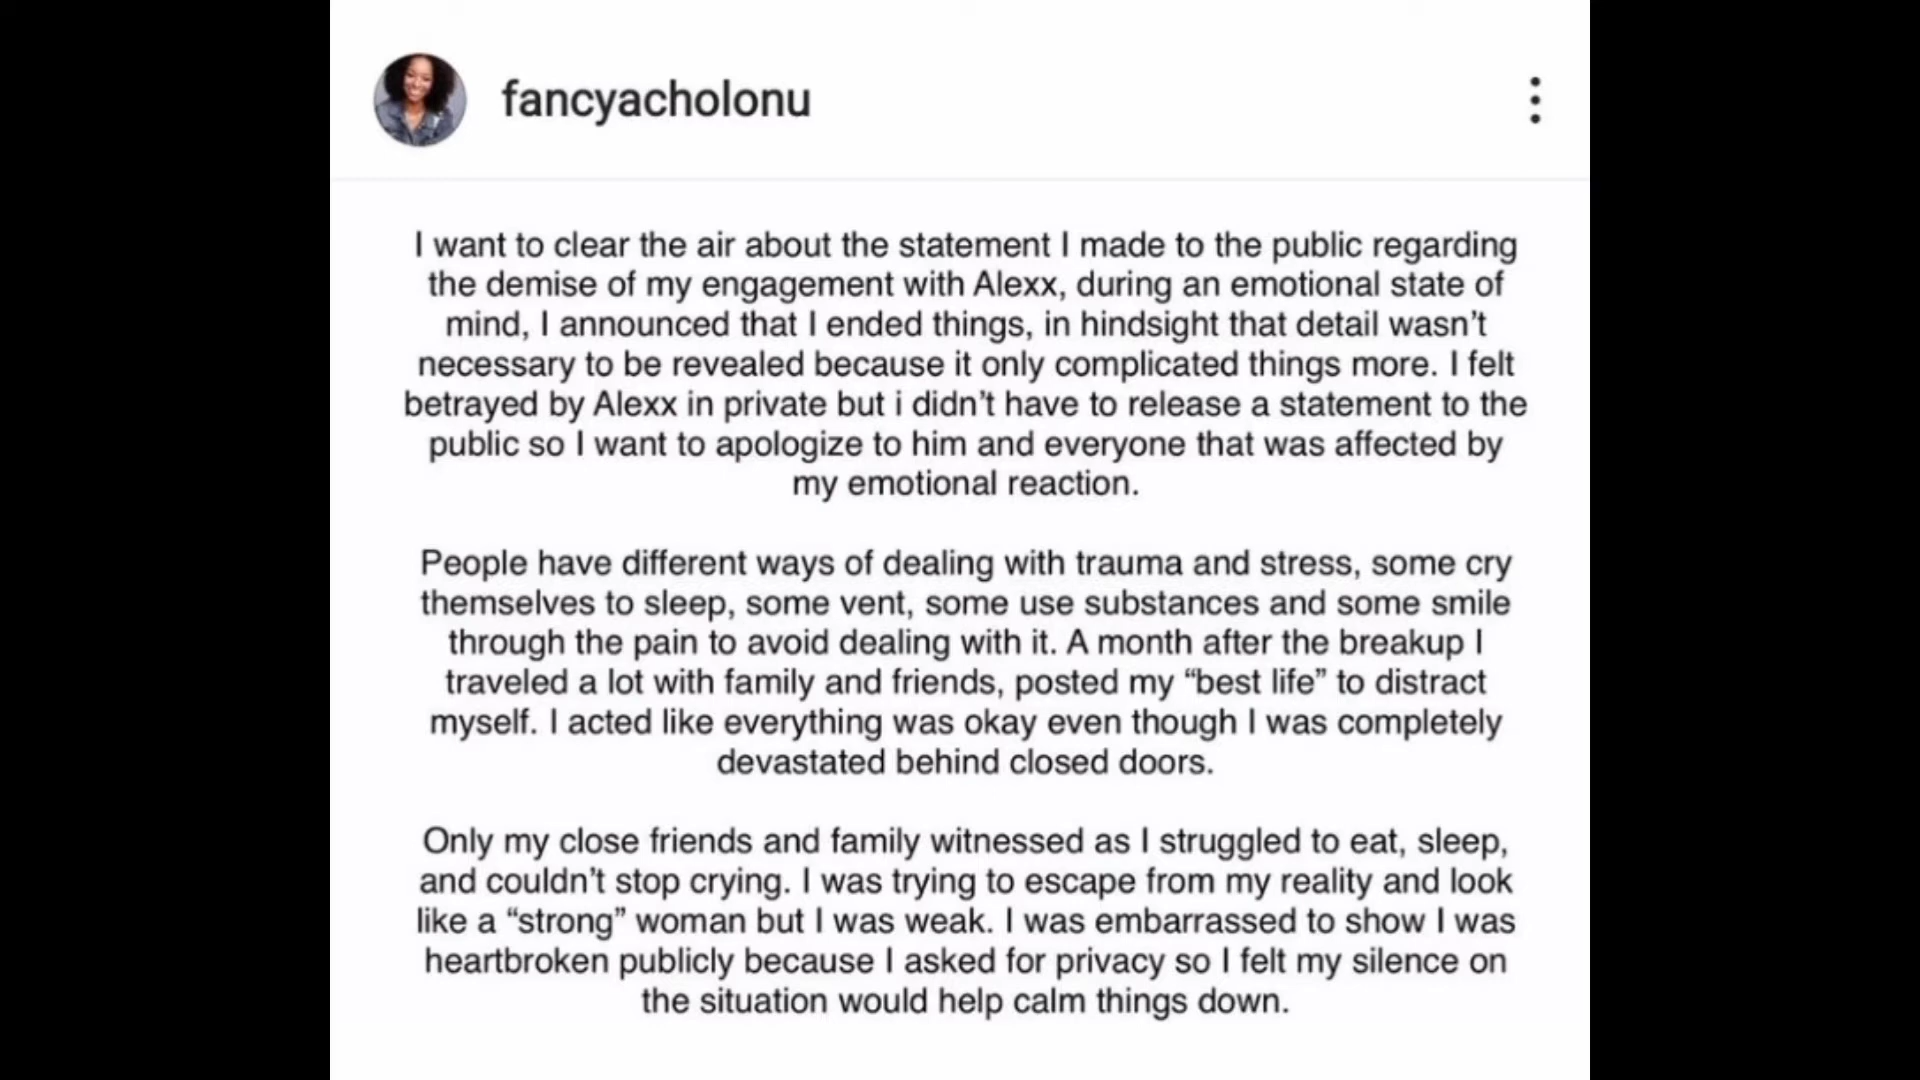 fancyacholonu
I want to clear the air about the statement I made to the public regarding
the demise of my engagement with Alexx, during an emotional state of
mind, I announced that I ended things, in hindsight that detail wasn’t
necessary to be revealed because it only complicated things more. I felt
betrayed by Alexx in private but i didn’t have to release a statement to the
public so I want to apologize to him and everyone that was affected by
my emotional reaction.
People have different ways of dealing with trauma and stress, some cry
themselves to sleep, some vent, some use substances and some smile
through the pain to avoid dealing with it. A month after the breakup I
traveled a lot with family and friends, posted my “best life” to distract
myself. I acted like everything was okay even though I was completely
devastated behind closed doors.
Only my close friends and family witnessed as I struggled to eat, sleep,
and couldn’t stop crying. I was trying to escape from my reality and look
like a “strong” woman but I was weak. I was embarrassed to show I was
heartbroken publicly because I asked for privacy so I felt my silence on
the situation would help calm things down.